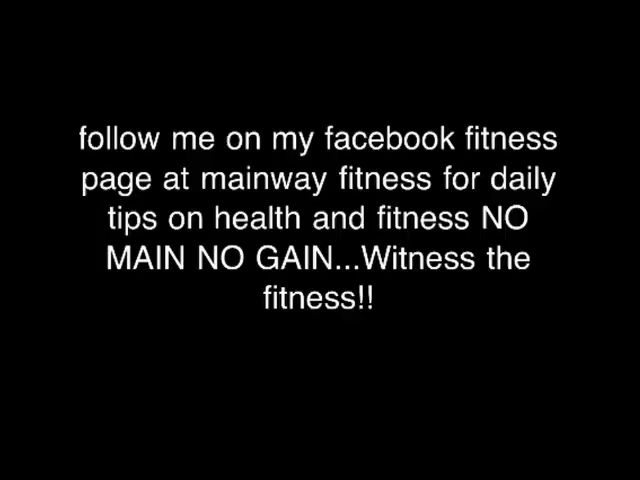 follow me on my facebook fitness
page at mainway fitness for daily
tips on health and fitness NO
MAIN NO GAIN...Witness the
fitness!!